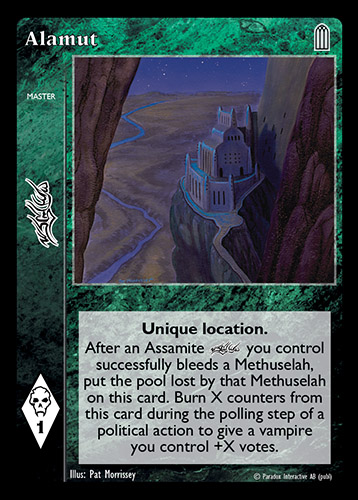 Alamut
MASTER
Unique location.
After an Assamite you control
successfully bleeds a Methuselah,
put the pool lost by that Methuselah
on this card. Burn X counters from
this card during the polling step of a
political action to give a vampire
you control +X votes.
1
Illus: Pat Morrissey
© Paradox Interactive AB (publ)